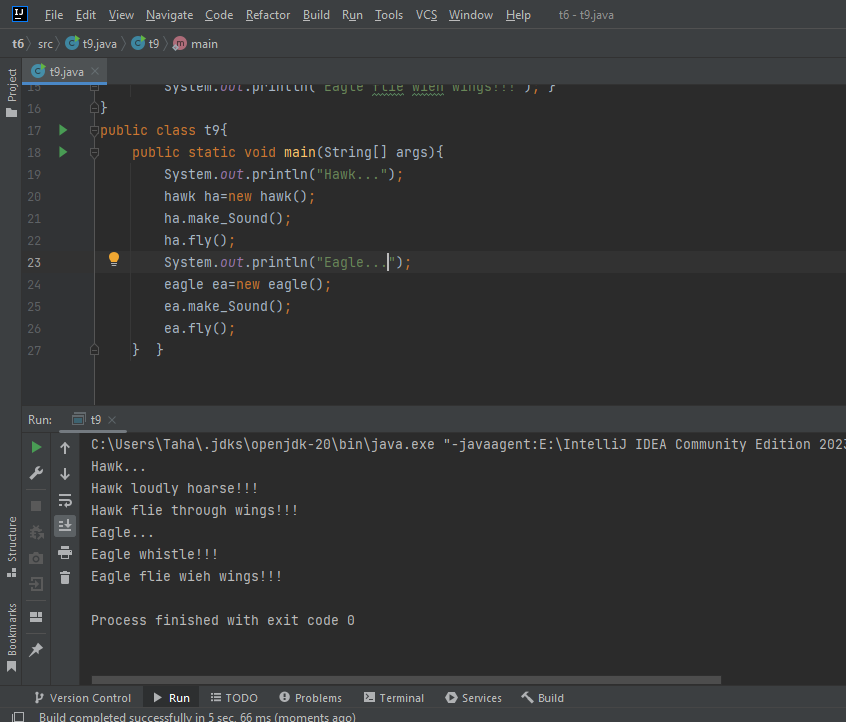 File Edit View Navigate Code Refactor Build Run Tools VCS Window Help t6 - t9.java
t6 src t9.java t9 main
t9.java
Project
15 System.out.println("Eagle flie wieh wings!!!"); }
16 }
17 public class t9{
18 public static void main(String[] args){
19 System.out.println("Hawk...");
20 hawk ha=new hawk();
21 ha.make_Sound();
22 ha.fly();
23 System.out.println("Eagle...");
24 eagle ea=new eagle();
25 ea.make_Sound();
26 ea.fly();
27 } }
Run: t9
C:\Users\Taha\.jdks\openjdk-20\bin\java.exe "-javaagent:E:\IntelliJ IDEA Community Edition 2023
Hawk...
Hawk loudly hoarse!!!
Hawk flie through wings!!!
Eagle...
Eagle whistle!!!
Eagle flie wieh wings!!!
Process finished with exit code 0
Structure
Bookmarks
Version Control Run TODO Problems Terminal Services Build
Build completed successfully in 5 sec, 66 ms (moments ago)